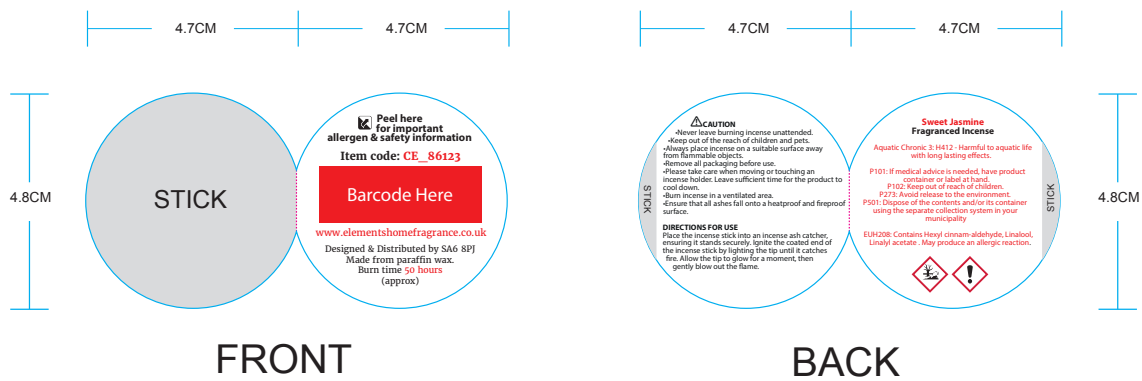 4.7CM
4.7CM
4.7CM
4.7CM
4.8CM
4.8CM
STICK
Peel here
for important
allergen & safety information
Item code: CE_86123
Barcode Here
www.elementshomefragrance.co.uk
Designed & Distributed by SA6 8PJ
Made from paraffin wax.
Burn time 50 hours
(approx)
FRONT
STICK
CAUTION
•Never leave burning incense unattended.
•Keep out of the reach of children and pets.
•Always place incense on a suitable surface away
from flammable objects.
•Remove all packaging before use.
•Please take care when moving or touching an
incense holder. Leave sufficient time for the product to
cool down.
•Burn incense in a ventilated area.
•Ensure that all ashes fall onto a heatproof and fireproof
surface.
DIRECTIONS FOR USE
Place the incense stick into an incense ash catcher,
ensuring it stands securely. Ignite the coated end of
the incense stick by lighting the tip until it catches
fire. Allow the tip to glow for a moment, then
gently blow out the flame.
Sweet Jasmine
Fragranced Incense
Aquatic Chronic 3: H412 - Harmful to aquatic life
with long lasting effects.
P101: If medical advice is needed, have product
container or label at hand.
P102: Keep out of reach of children.
P273: Avoid release to the environment.
P501: Dispose of the contents and/or its container
using the separate collection system in your
municipality
EUH208: Contains Hexyl cinnam-aldehyde, Linalool,
Linalyl acetate . May produce an allergic reaction.
STICK
BACK